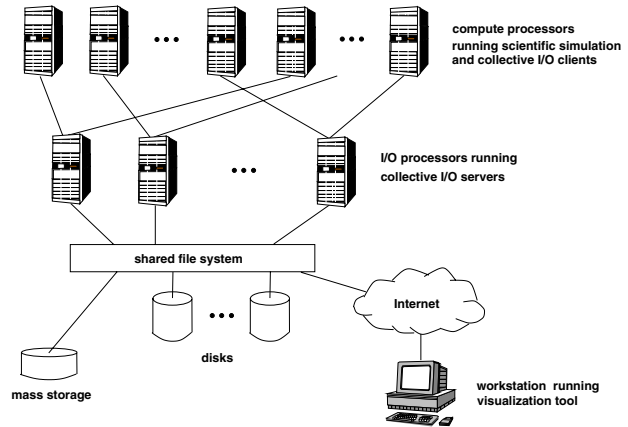 compute processors
running scientific simulation
and collective I/O clients
I/O processors running
collective I/O servers
shared file system
Internet
disks
mass storage
workstation running
visualization tool